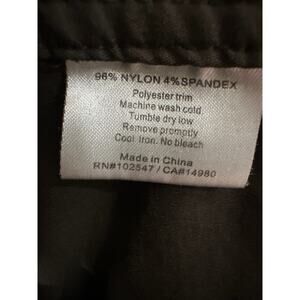 96% NYLON 4%SPANDEX
Polyester trim
Machine wash cold
Tumble dry low
Remove promptly
Cool Iron. No bleach
Made in China
RN#102547 / CA#14980